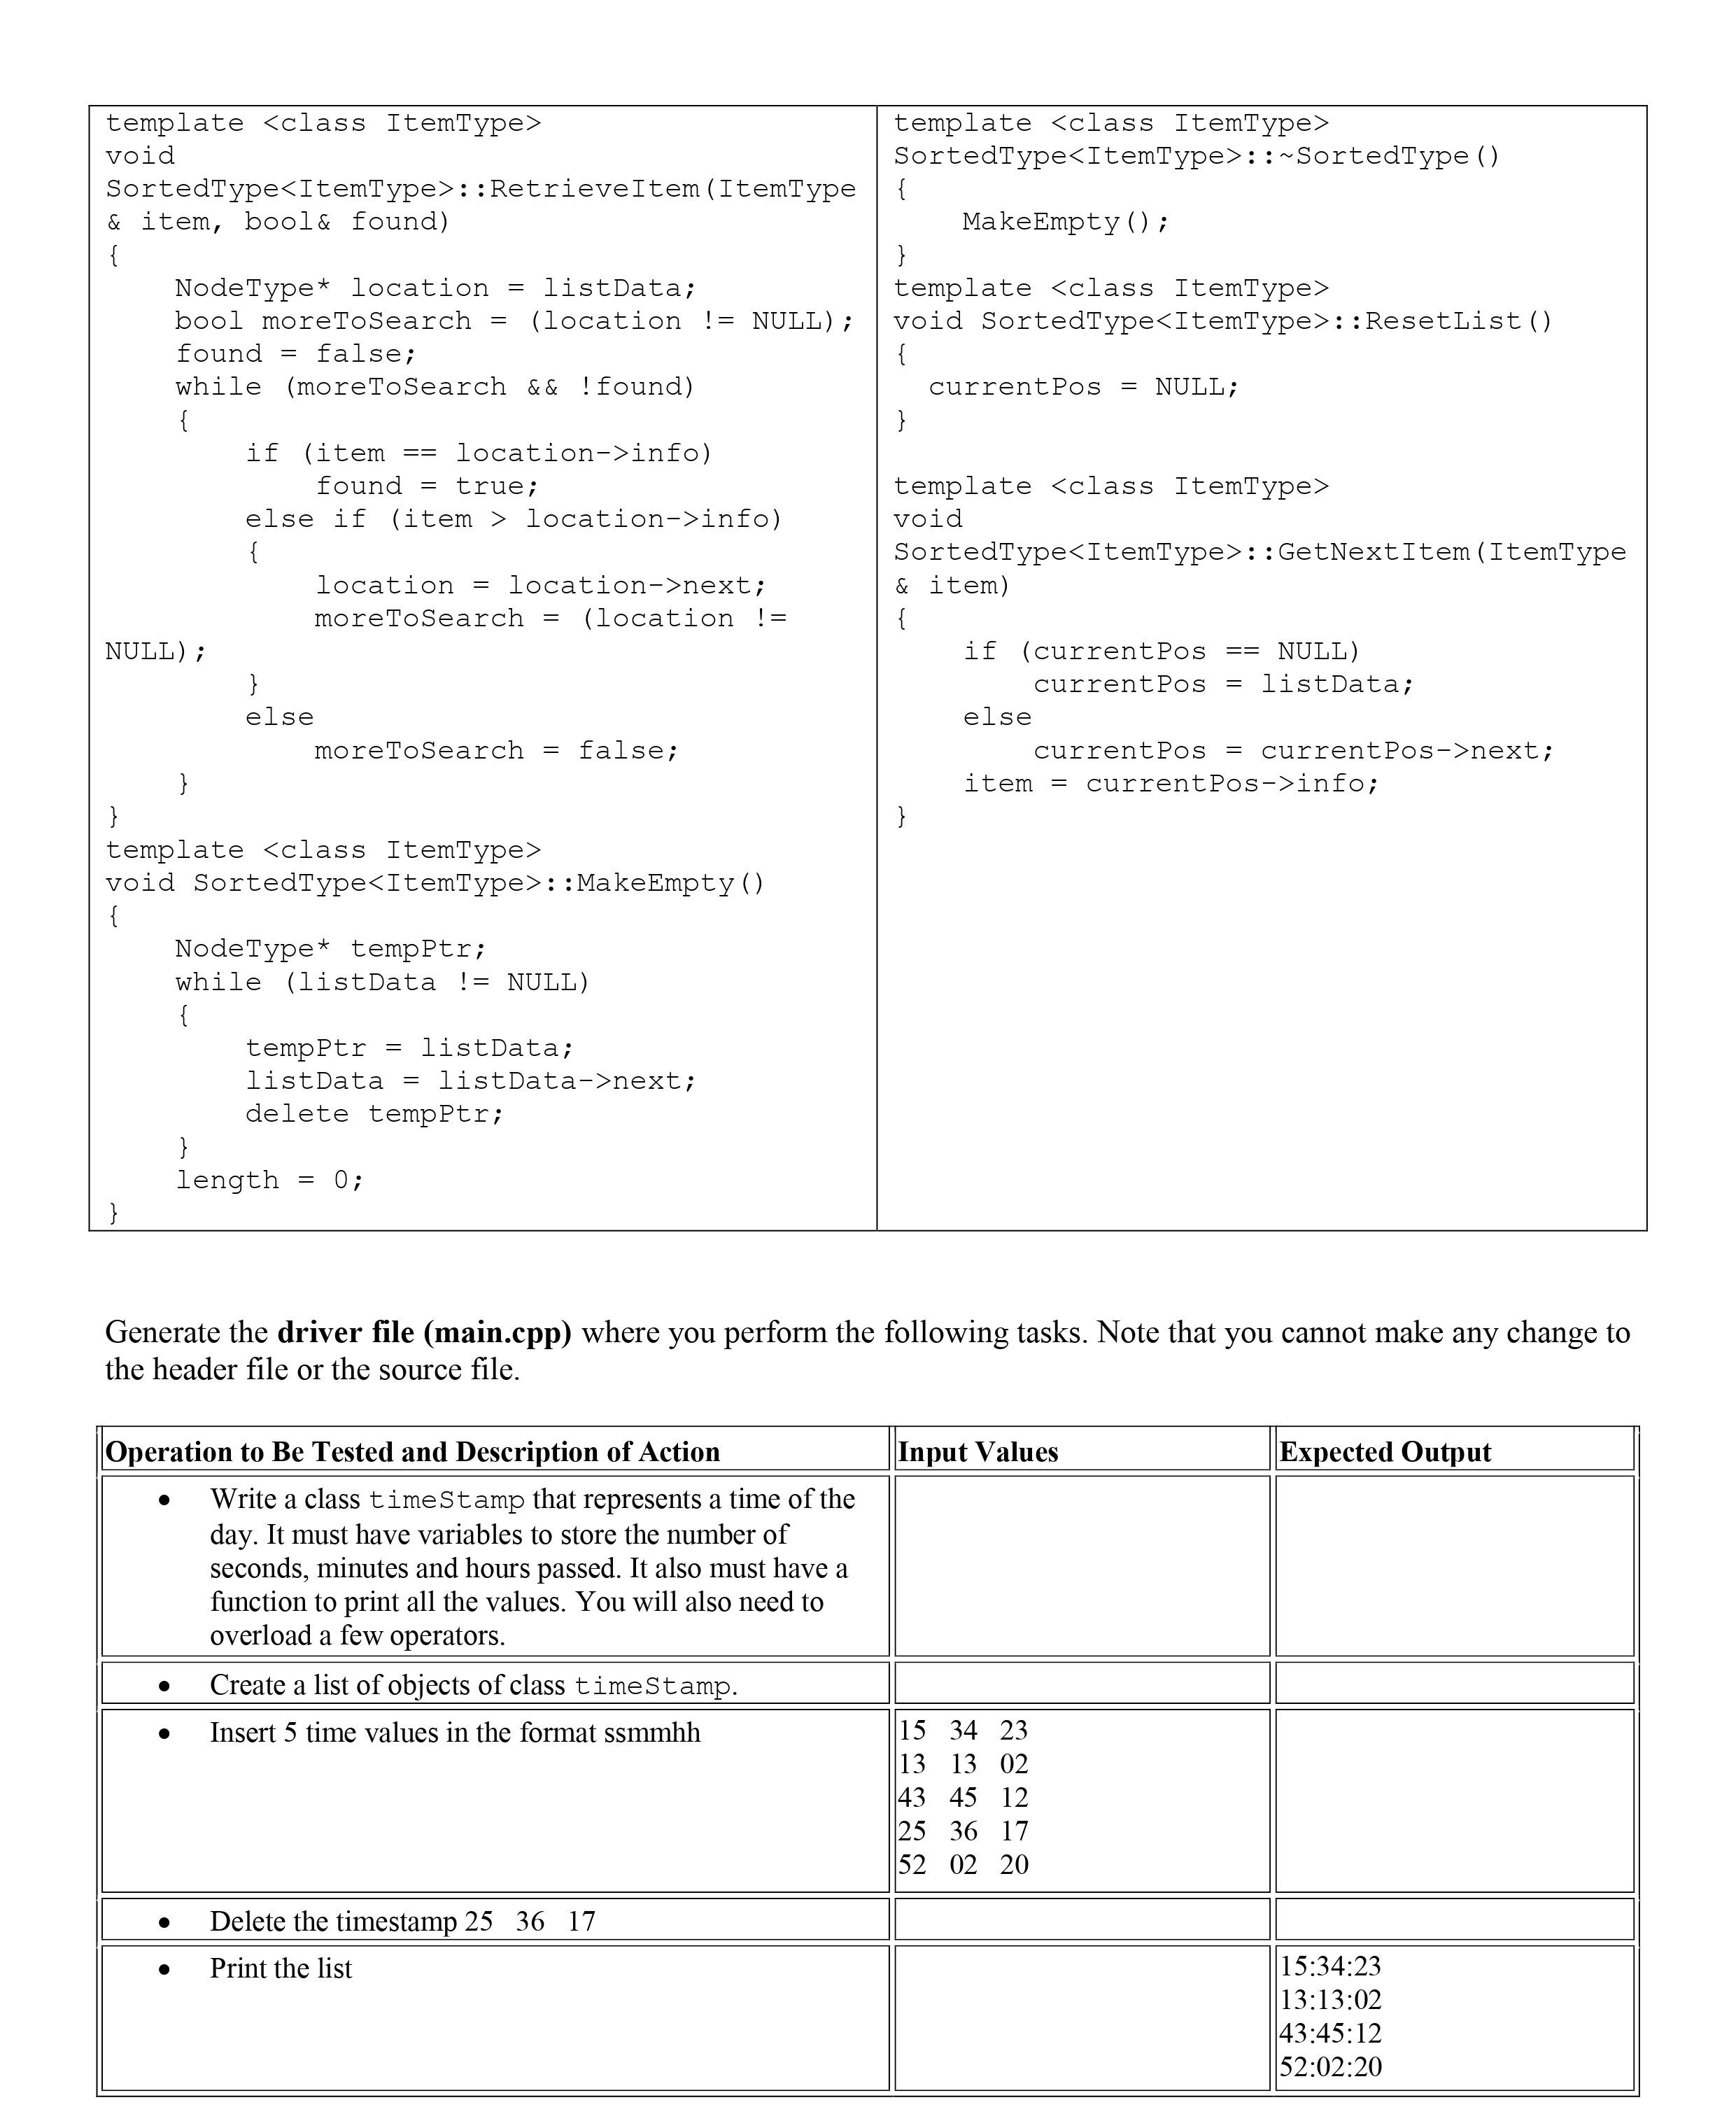 template <class ItemType>
void
SortedType<ItemType>::RetrieveItem(ItemType
& item, bool& found)
{
    NodeType* location = listData;
    bool moreToSearch = (location != NULL);
    found = false;
    while (moreToSearch && !found)
    {
        if (item == location->info)
            found = true;
        else if (item > location->info)
        {
            location = location->next;
            moreToSearch = (location !=
NULL);
        }
        else
            moreToSearch = false;
    }
}
template <class ItemType>
void SortedType<ItemType>::MakeEmpty()
{
    NodeType* tempPtr;
    while (listData != NULL)
    {
        tempPtr = listData;
        listData = listData->next;
        delete tempPtr;
    }
    length = 0;
}
template <class ItemType>
SortedType<ItemType>::~SortedType()
{
    MakeEmpty();
}
template <class ItemType>
void SortedType<ItemType>::ResetList()
{
  currentPos = NULL;
}

template <class ItemType>
void
SortedType<ItemType>::GetNextItem(ItemType
& item)
{
    if (currentPos == NULL)
        currentPos = listData;
    else
        currentPos = currentPos->next;
    item = currentPos->info;
}
Generate the driver file (main.cpp) where you perform the following tasks. Note that you cannot make any change to
the header file or the source file.
Operation to Be Tested and Description of Action
Input Values
Expected Output
• Write a class timeStamp that represents a time of the
day. It must have variables to store the number of
seconds, minutes and hours passed. It also must have a
function to print all the values. You will also need to
overload a few operators.
• Create a list of objects of class timeStamp.
• Insert 5 time values in the format ssmmhh
15 34 23
13 13 02
43 45 12
25 36 17
52 02 20
• Delete the timestamp 25 36 17
• Print the list
15:34:23
13:13:02
43:45:12
52:02:20